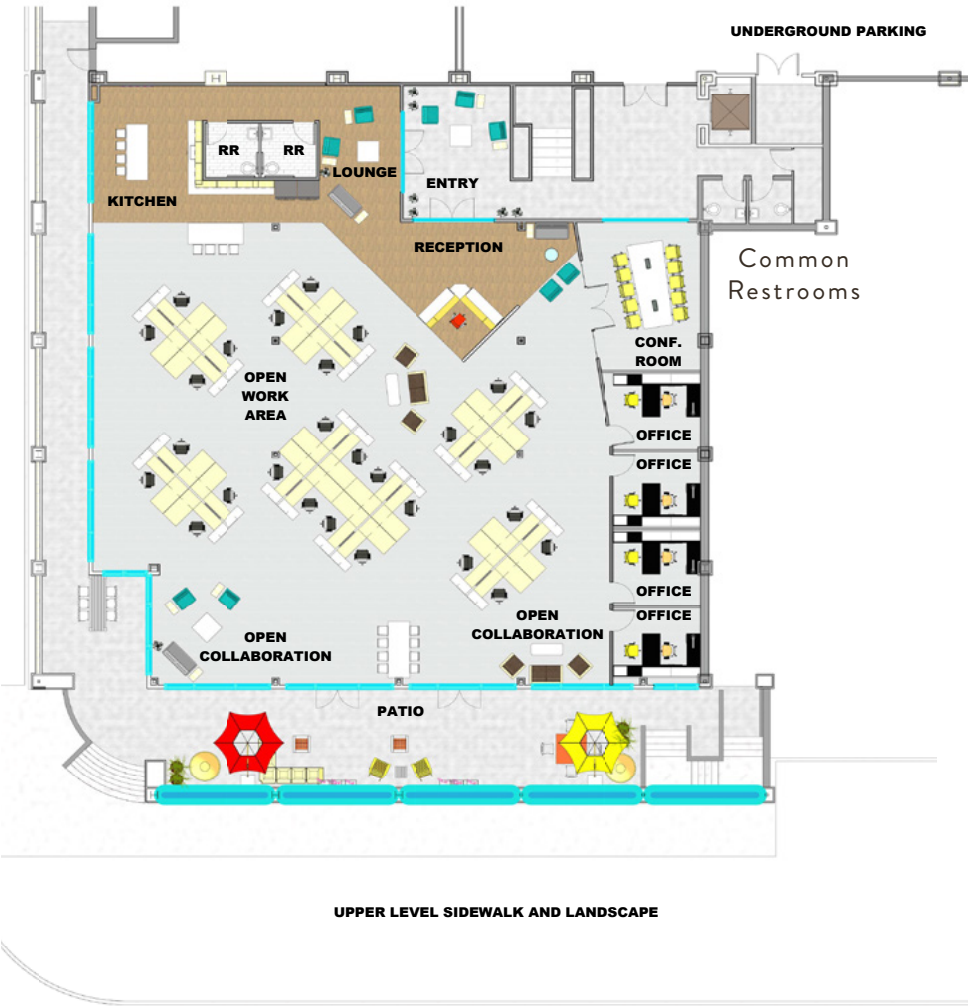 UNDERGROUND PARKING
RR
RR
LOUNGE
ENTRY
KITCHEN
RECEPTION
Common
Restrooms
CONF.
ROOM
OPEN
WORK
AREA
OFFICE
OFFICE
OFFICE
OFFICE
OPEN
COLLABORATION
OPEN
COLLABORATION
PATIO
UPPER LEVEL SIDEWALK AND LANDSCAPE